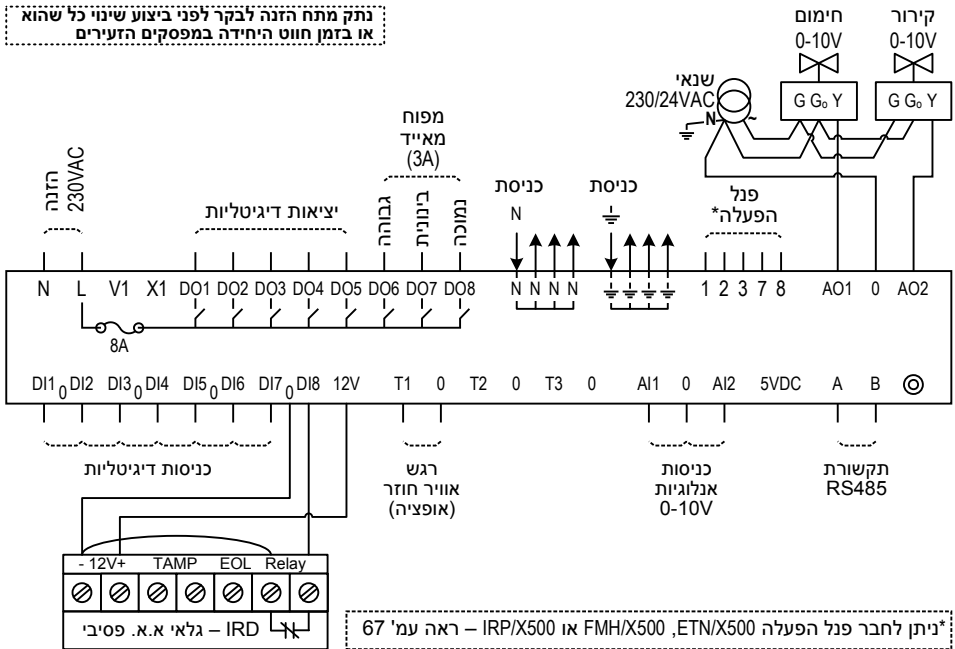 נתק מתח הזנה לבקר לפני ביצוע שינוי כל שהוא
או בזמן חווט היחידה במפסקים הזעירים
חימום
0-10V
קירור
0-10V
שנאי
230/24VAC
N
~
G G₀ Y
G G₀ Y
הזנה
230VAC
יציאות דיגיטליות
מפוח
מאייד
(3A)
גבוהה
בינונית
נמוכה
כניסת
N
כניסת
פנל
הפעלה*
N L V1 X1 DO1 DO2 DO3 DO4 DO5 DO6 DO7 DO8 N N N N 1 2 3 7 8 AO1 0 AO2
8A
DI1 0 DI2 DI3 0 DI4 DI5 0 DI6 DI7 0 DI8 12V T1 0 T2 0 T3 0 AI1 0 AI2 5VDC A B
כניסות דיגיטליות
רגש
אוויר חוזר
(אופציה)
כניסות
אנלוגיות
0-10V
תקשורת
RS485
- 12V+ TAMP EOL Relay
IRD – גלאי א.א. פסיבי
*ניתן לחבר פנל הפעלה ETN/X500, FMH/X500 או IRP/X500 – ראה עמ' 67